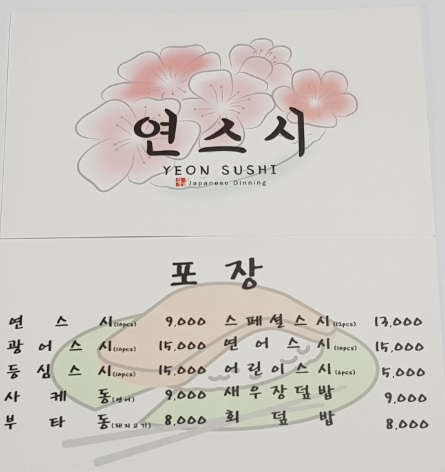 연스시
YEON SUSHI
Japanese Dinning
포장
연스시(10pcs) 9,000 스페셜스시(12pcs) 13,000
광어스시(10pcs) 15,000 연어스시(10pcs) 15,000
등심스시(10pcs) 15,000 어린이스시(6pcs) 5,000
사케동(연어) 9,000 새우장덮밥 9,000
부타동(돼지고기) 8,000 회덮밥 8,000